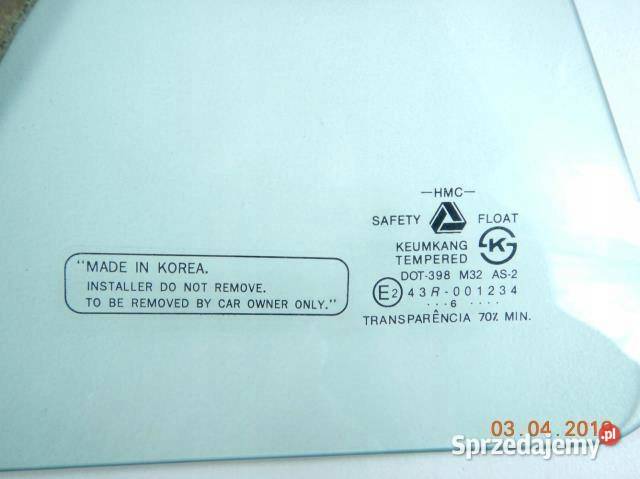 "MADE IN KOREA.
INSTALLER DO NOT REMOVE.
TO BE REMOVED BY CAR OWNER ONLY."
—HMC—
SAFETY FLOAT
KEUMKANG
TEMPERED
K
DOT-398 M32 AS-2
E2 43R-001234
··· 6 ····
TRANSPARÊNCIA 70% MIN.
03.04.2018
Sprzedajemy.pl